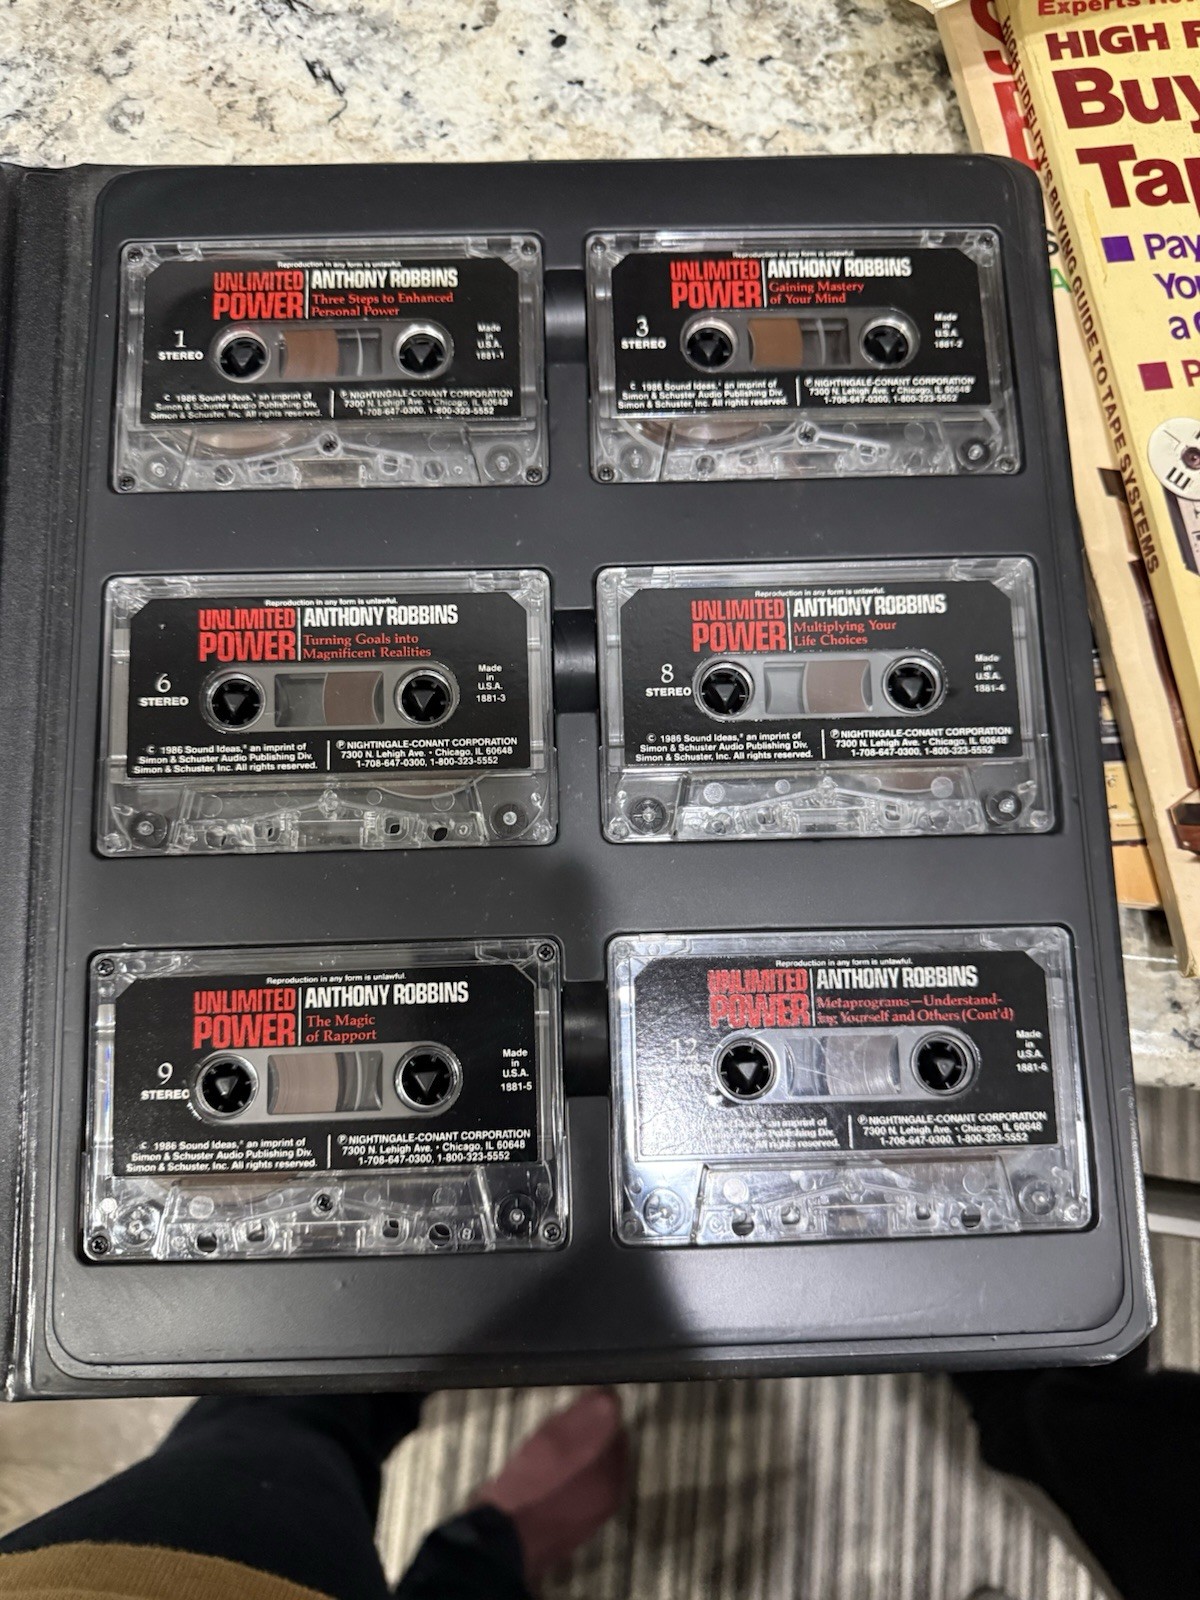 Reproduction in any form is unlawful.
UNLIMITED POWER
ANTHONY ROBBINS
Three Steps to Enhanced
Personal Power
1
STEREO
Made
in
U.S.A.
1881-1
© 1986 Sound Ideas,® an imprint of
Simon & Schuster Audio Publishing Div.
Simon & Schuster, Inc. All rights reserved.
℗ NIGHTINGALE-CONANT CORPORATION
7300 N. Lehigh Ave. • Chicago, IL 60648
1-708-647-0300, 1-800-323-5552
Reproduction in any form is unlawful.
UNLIMITED POWER
ANTHONY ROBBINS
Gaining Mastery
of Your Mind
3
STEREO
Made
in
U.S.A.
1881-2
© 1986 Sound Ideas,® an imprint of
Simon & Schuster Audio Publishing Div.
Simon & Schuster, Inc. All rights reserved.
℗ NIGHTINGALE-CONANT CORPORATION
7300 N. Lehigh Ave. • Chicago, IL 60648
1-708-647-0300, 1-800-323-5552
Reproduction in any form is unlawful.
UNLIMITED POWER
ANTHONY ROBBINS
Turning Goals into
Magnificent Realities
6
STEREO
Made
in
U.S.A.
1881-3
© 1986 Sound Ideas,® an imprint of
Simon & Schuster Audio Publishing Div.
Simon & Schuster, Inc. All rights reserved.
℗ NIGHTINGALE-CONANT CORPORATION
7300 N. Lehigh Ave. • Chicago, IL 60648
1-708-647-0300, 1-800-323-5552
Reproduction in any form is unlawful.
UNLIMITED POWER
ANTHONY ROBBINS
Multiplying Your
Life Choices
8
STEREO
Made
in
U.S.A.
1881-4
© 1986 Sound Ideas,® an imprint of
Simon & Schuster Audio Publishing Div.
Simon & Schuster, Inc. All rights reserved.
℗ NIGHTINGALE-CONANT CORPORATION
7300 N. Lehigh Ave. • Chicago, IL 60648
1-708-647-0300, 1-800-323-5552
Reproduction in any form is unlawful.
UNLIMITED POWER
ANTHONY ROBBINS
The Magic
of Rapport
9
STEREO
Made
in
U.S.A.
1881-5
© 1986 Sound Ideas,® an imprint of
Simon & Schuster Audio Publishing Div.
Simon & Schuster, Inc. All rights reserved.
℗ NIGHTINGALE-CONANT CORPORATION
7300 N. Lehigh Ave. • Chicago, IL 60648
1-708-647-0300, 1-800-323-5552
Reproduction in any form is unlawful.
UNLIMITED POWER
ANTHONY ROBBINS
Metaprograms—Understand-
ing Yourself and Others (Cont'd)
12
Made
in
U.S.A.
1881-6
Sound Ideas,® an imprint of
Audio Publishing Div.
Inc. All rights reserved.
℗ NIGHTINGALE-CONANT CORPORATION
7300 N. Lehigh Ave. • Chicago, IL 60648
1-708-647-0300, 1-800-323-5552
Experts
HIGH F
Buy
Tap
Pay
You
a
P
HIGH FIDELITY'S BUYING GUIDE TO TAPE SYSTEMS